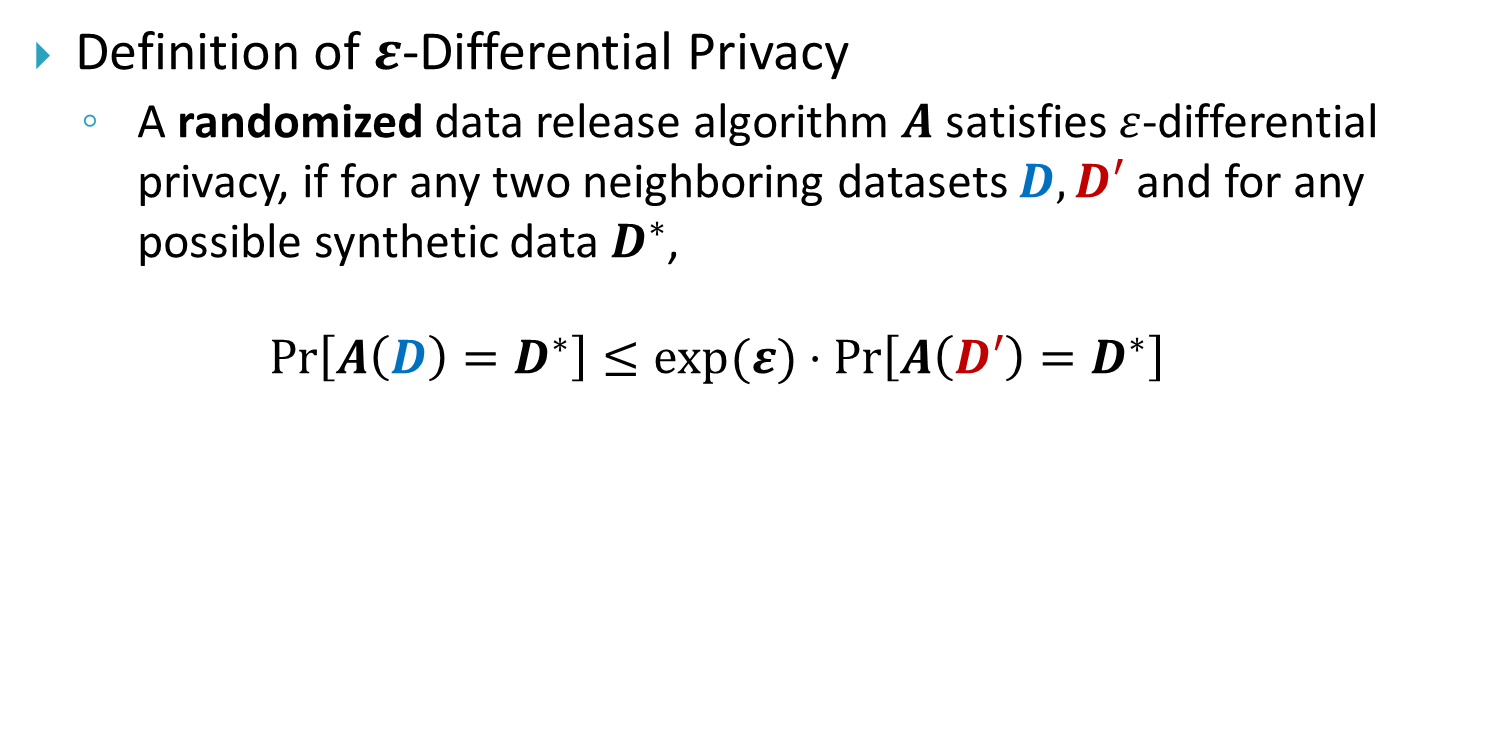 Definition of ε-Differential Privacy
A randomized data release algorithm A satisfies ε-differential
privacy, if for any two neighboring datasets D, D′ and for any
possible synthetic data D*,
Pr[A(D) = D*] ≤ exp(ε) · Pr[A(D′) = D*]